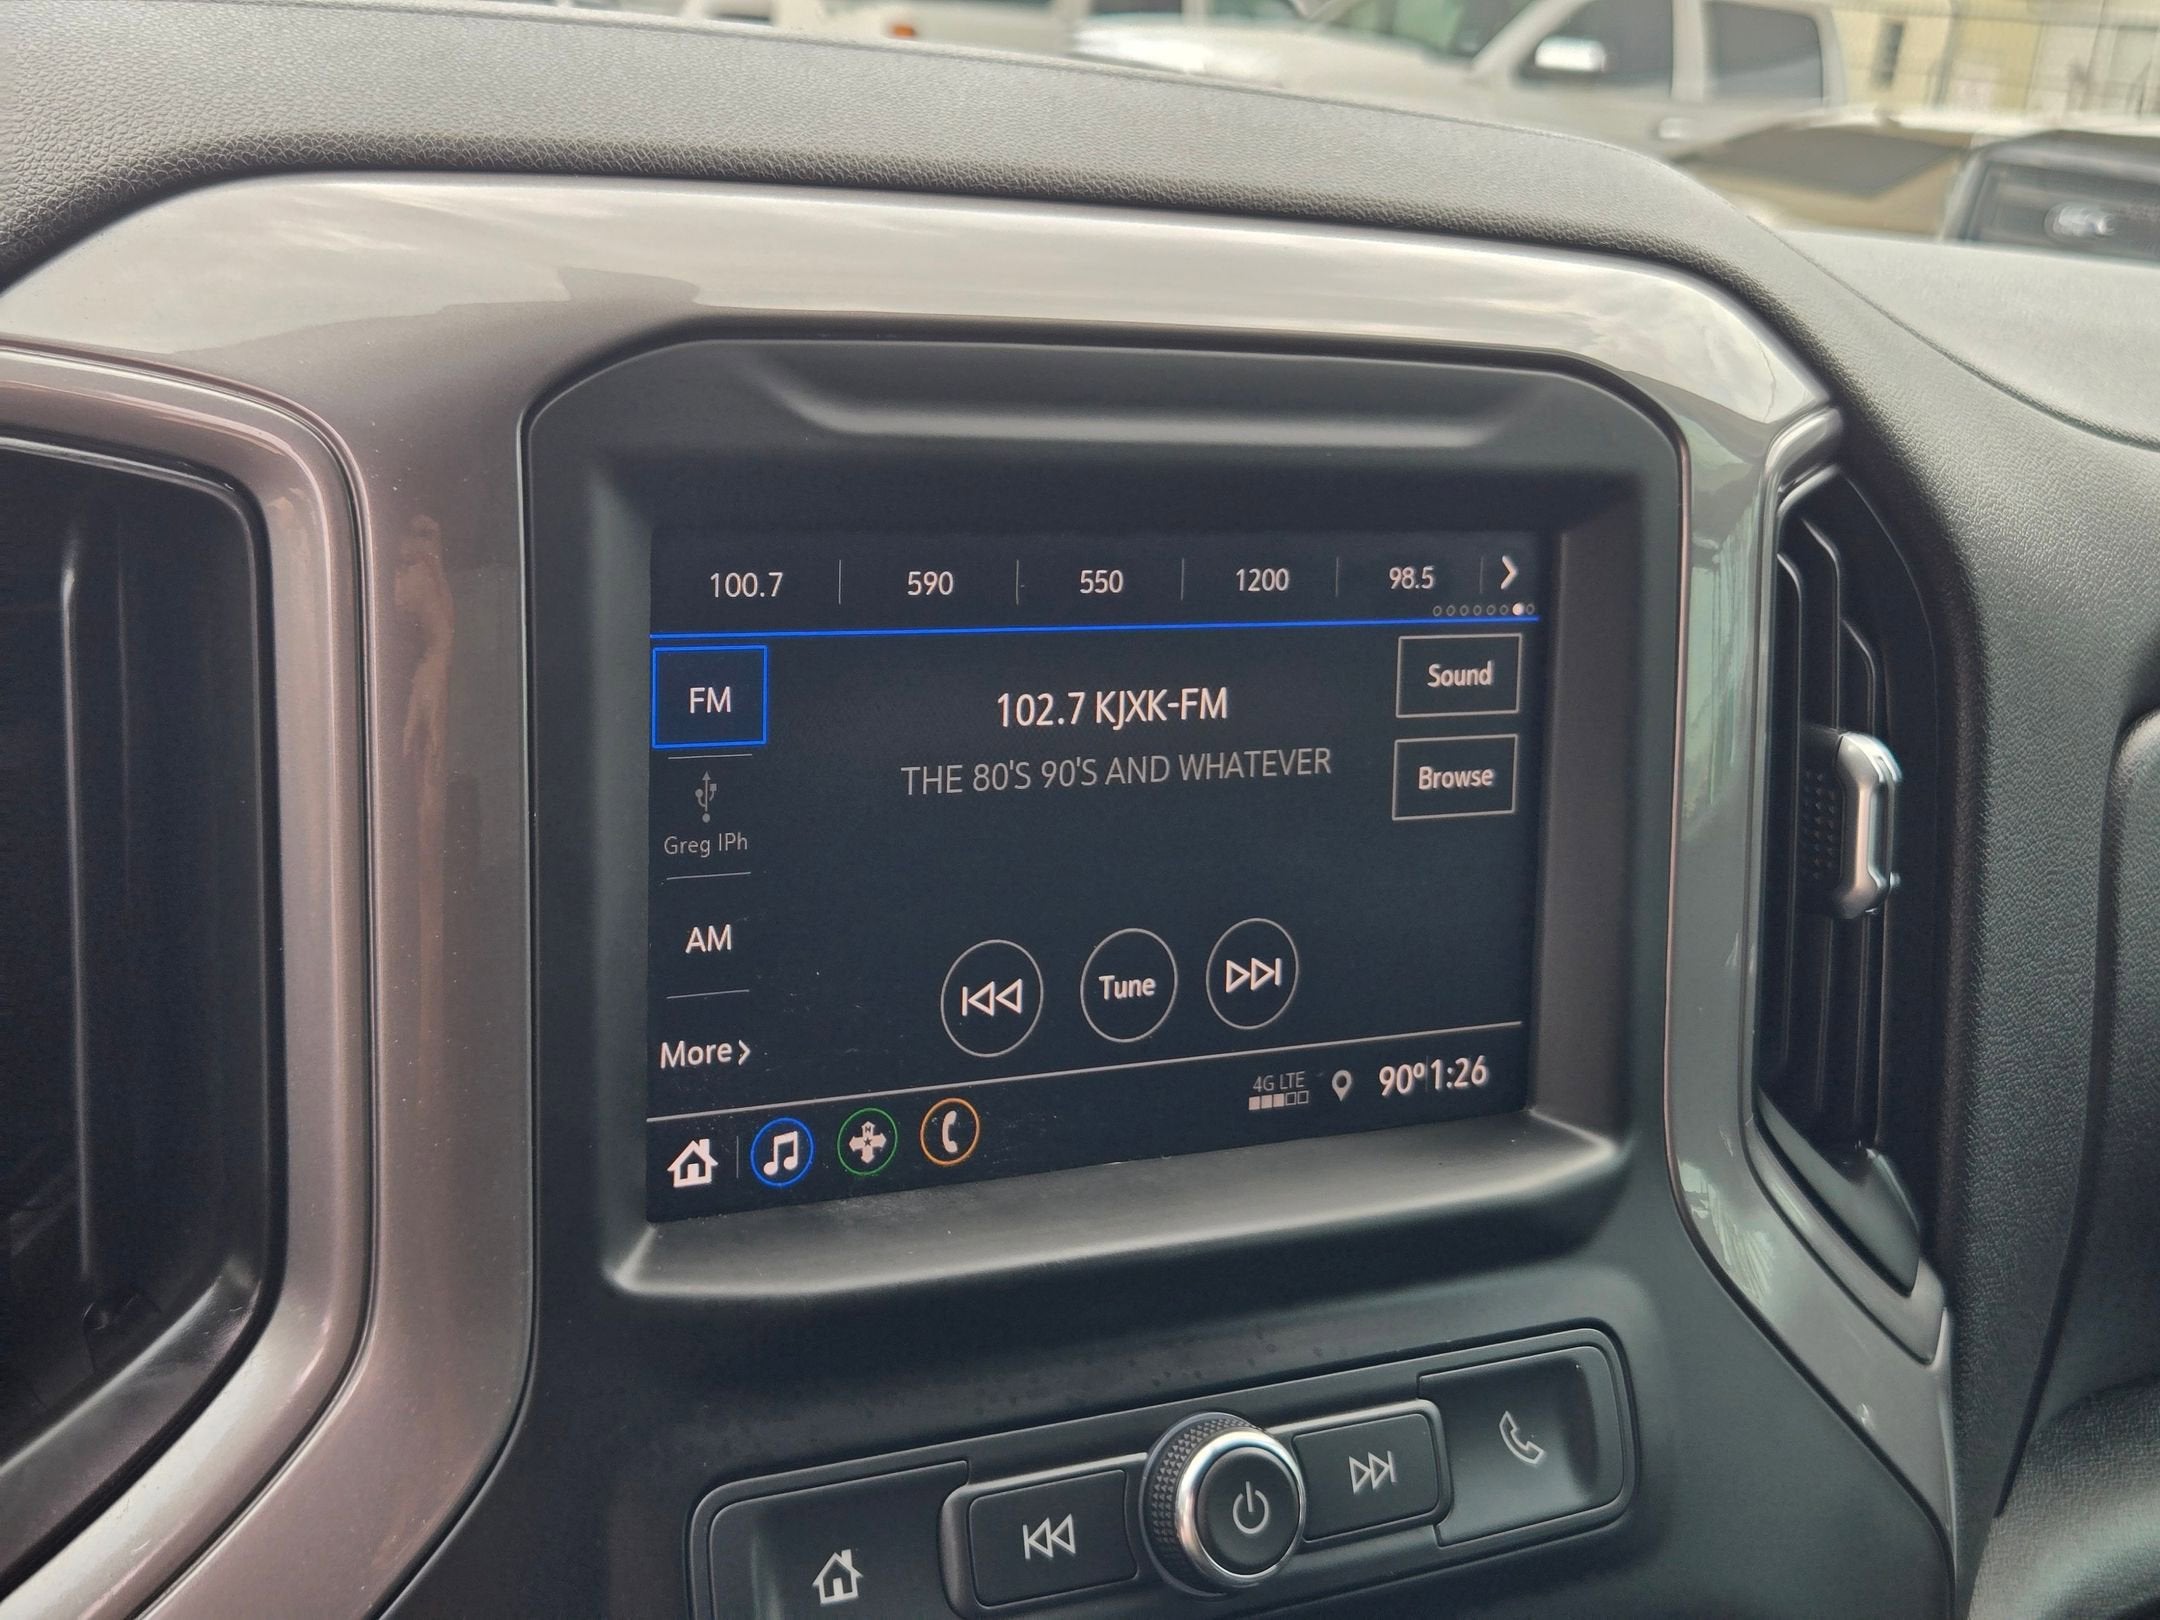 100.7 590 550 1200 98.5
FM
102.7 KJXK-FM
Sound
THE 80'S 90'S AND WHATEVER
Browse
Greg IPh
AM
Tune
More
4G LTE
90° 1:26
N